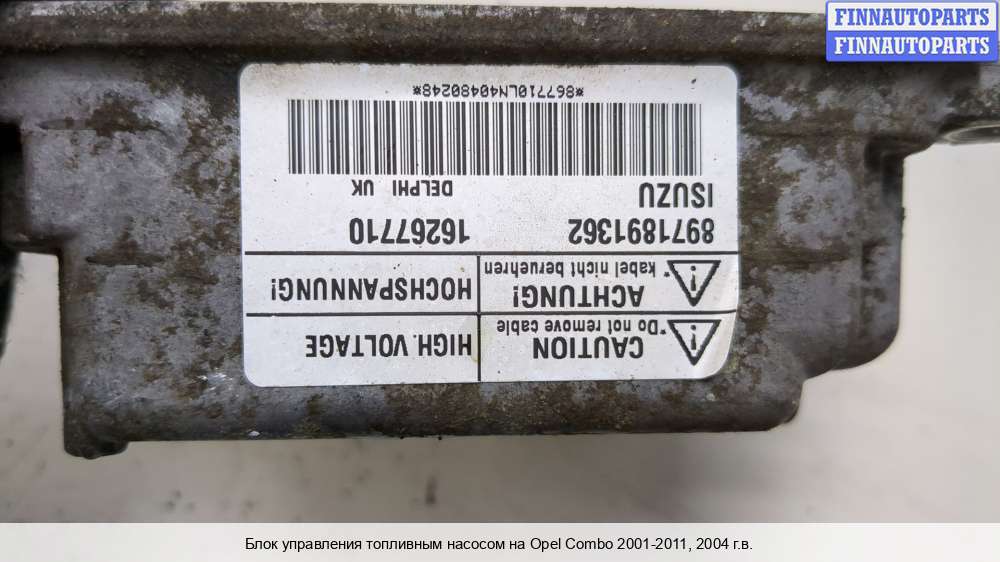 FINNAUTOPARTS
FINNAUTOPARTS
CAUTION
*Do not remove cable
HIGH VOLTAGE
ACHTUNG!
*kabel nicht beruehren
HOCHSPANNUNG!
8971891362 16267710
ISUZU DELPHI UK
*867710LN40480248*
Блок управления топливным насосом на Opel Combo 2001-2011, 2004 г.в.